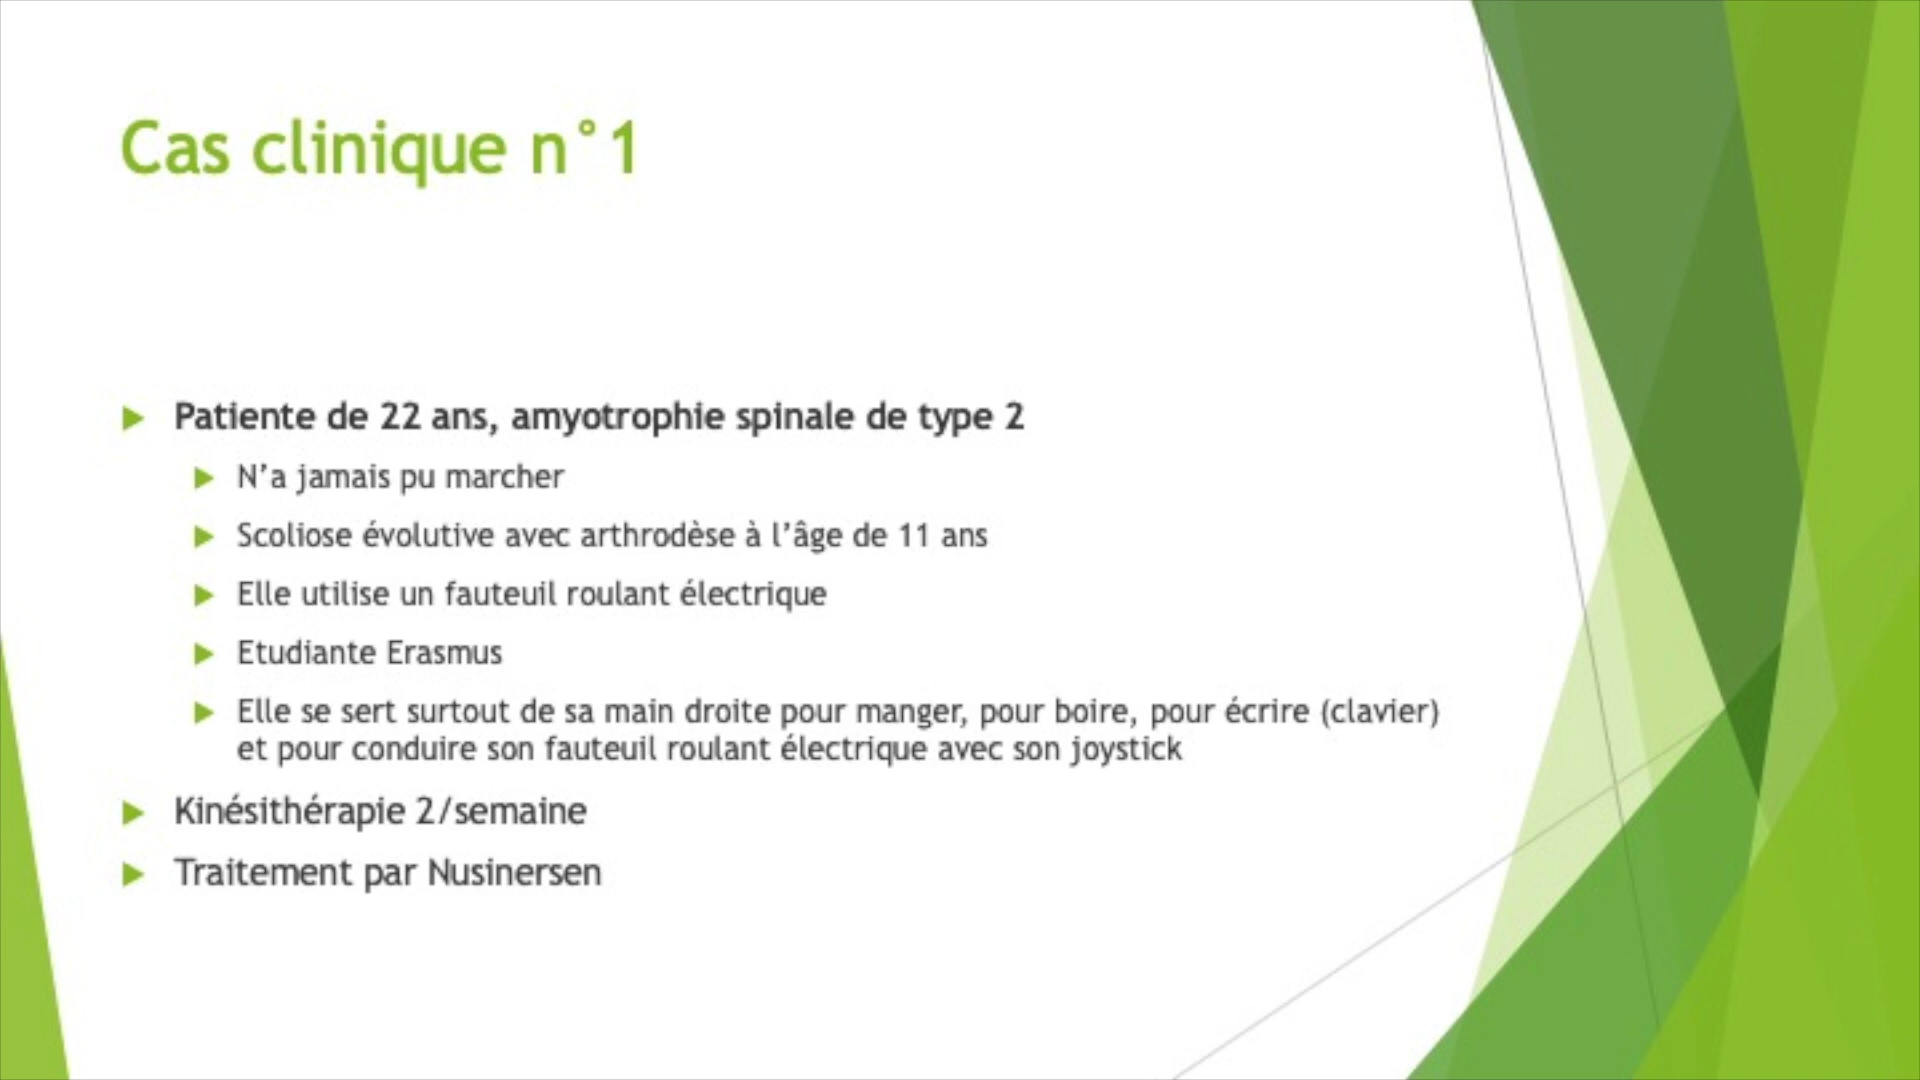 Cas clinique n°1
Patiente de 22 ans, amyotrophie spinale de type 2
N'a jamais pu marcher
Scoliose évolutive avec arthrodèse à l'âge de 11 ans
Elle utilise un fauteuil roulant électrique
Etudiante Erasmus
Elle se sert surtout de sa main droite pour manger, pour boire, pour écrire (clavier)
et pour conduire son fauteuil roulant électrique avec son joystick
Kinésithérapie 2/semaine
Traitement par Nusinersen